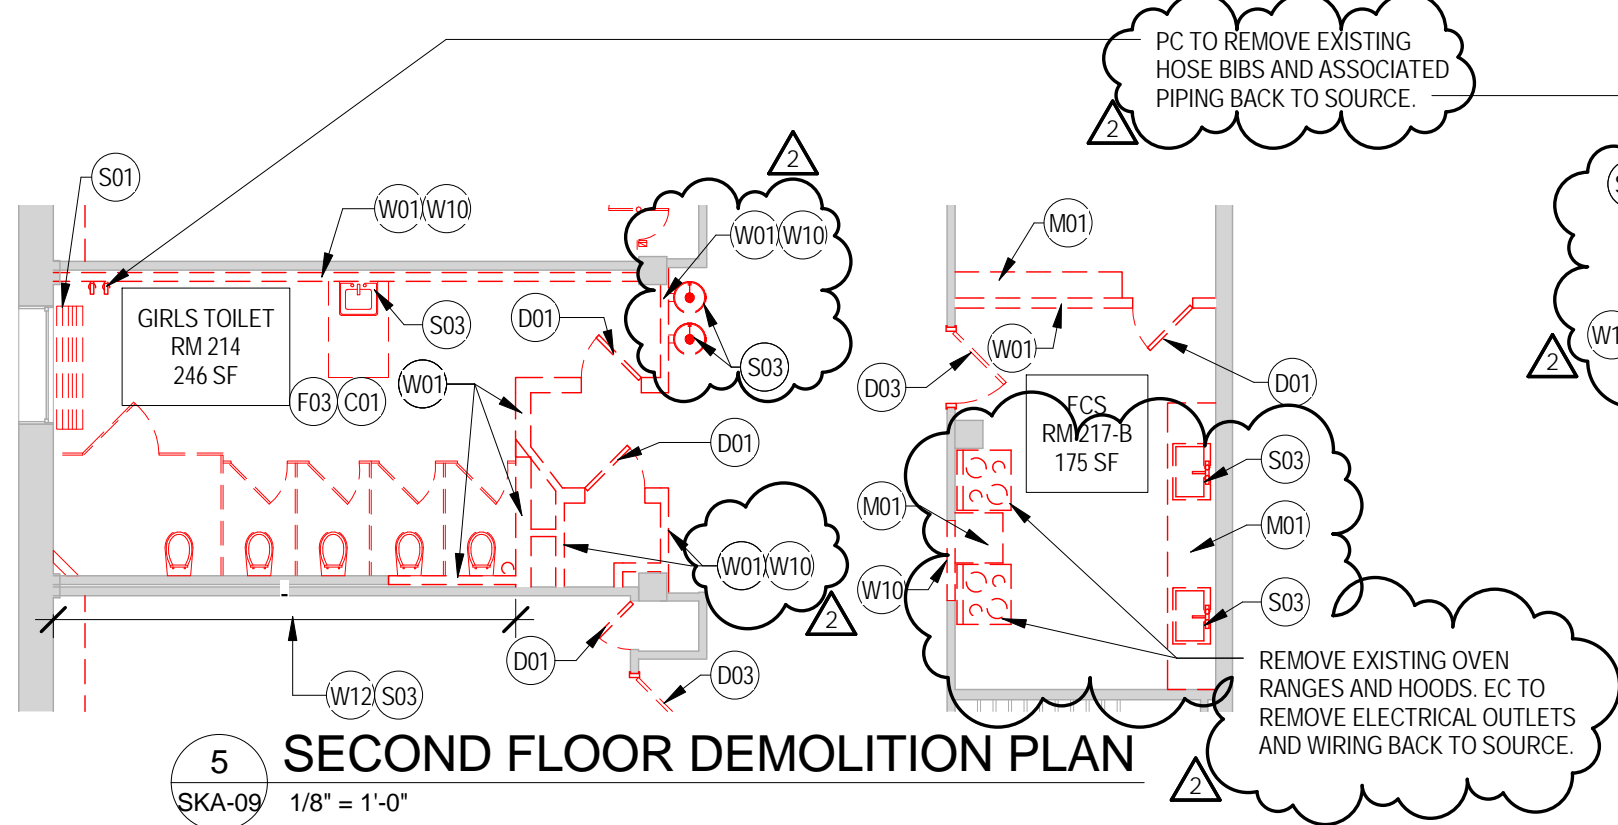 PC TO REMOVE EXISTING
HOSE BIBS AND ASSOCIATED
PIPING BACK TO SOURCE.
2
2
S01
W01 W10
W01 W10
M01
S
GIRLS TOILET
RM 214
246 SF
S03
D01
S03
W01
D03
D01
W1
2
F03 C01
W01
FCS
RM 217-B
175 SF
D01
S03
M01
M01
W01 W10
W10
S03
2
D01
D03
W12 S03
REMOVE EXISTING OVEN
RANGES AND HOODS. EC TO
REMOVE ELECTRICAL OUTLETS
AND WIRING BACK TO SOURCE.
2
5
SKA-09
SECOND FLOOR DEMOLITION PLAN
1/8" = 1'-0"